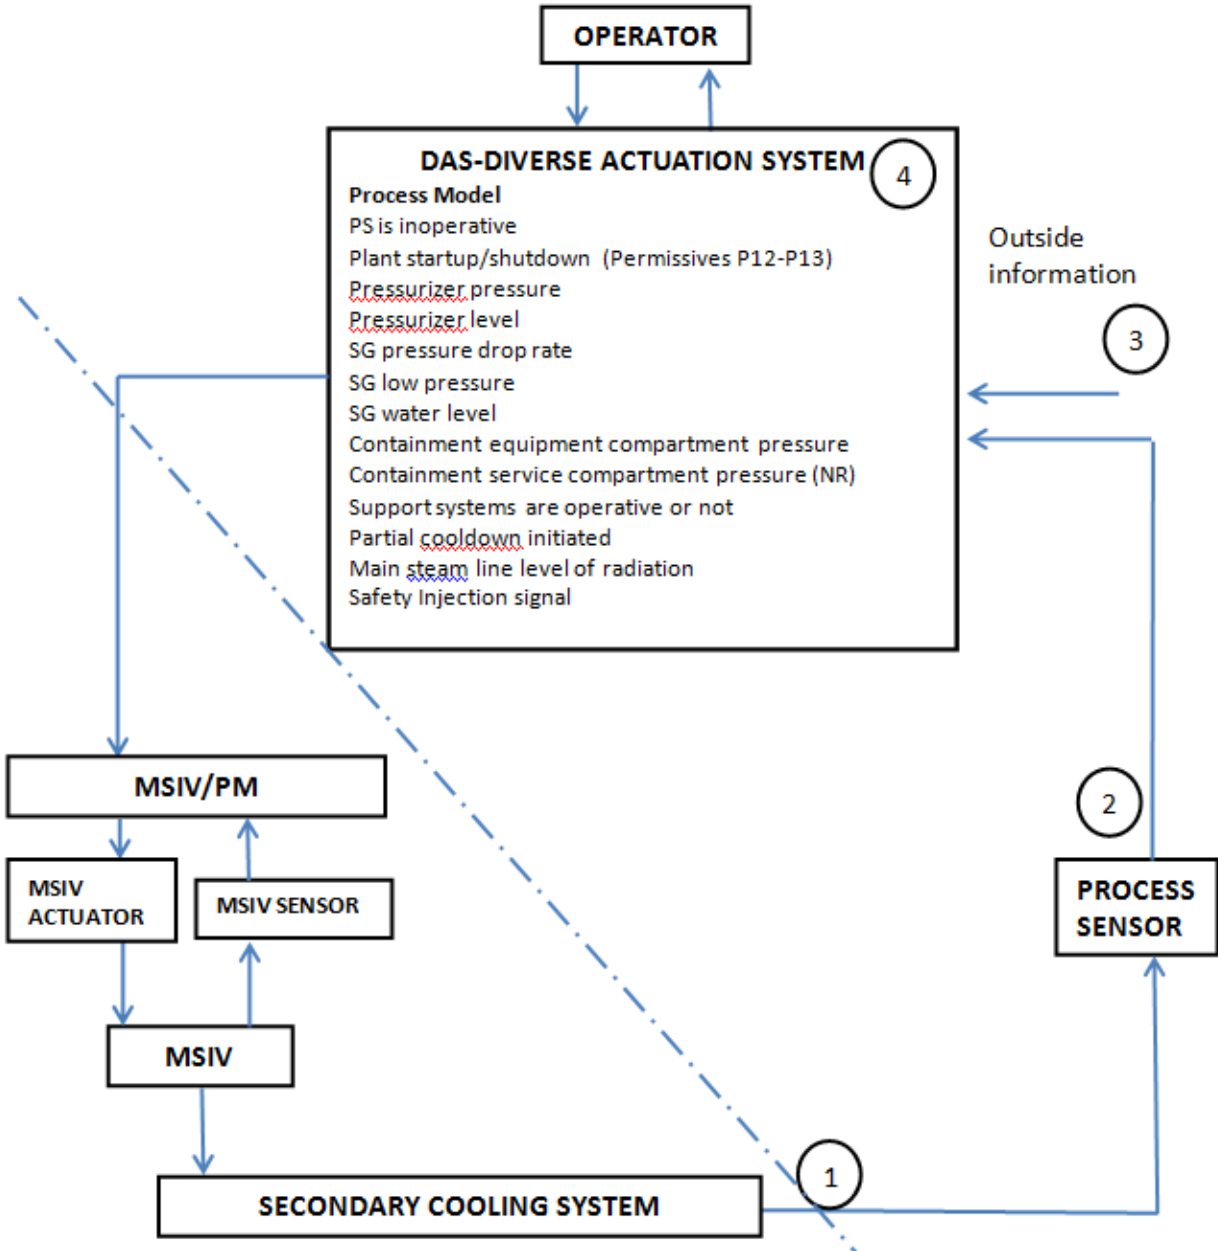 OPERATOR
DAS-DIVERSE ACTUATION SYSTEM
4
Process Model
PS is inoperative
Plant startup/shutdown (Permissives P12-P13)
Pressurizer pressure
Pressurizer level
SG pressure drop rate
SG low pressure
SG water level
Containment equipment compartment pressure
Containment service compartment pressure (NR)
Support systems are operative or not
Partial cooldown initiated
Main steam line level of radiation
Safety Injection signal
Outside
information
3
MSIV/PM
2
MSIV
ACTUATOR
MSIV SENSOR
PROCESS
SENSOR
MSIV
1
SECONDARY COOLING SYSTEM